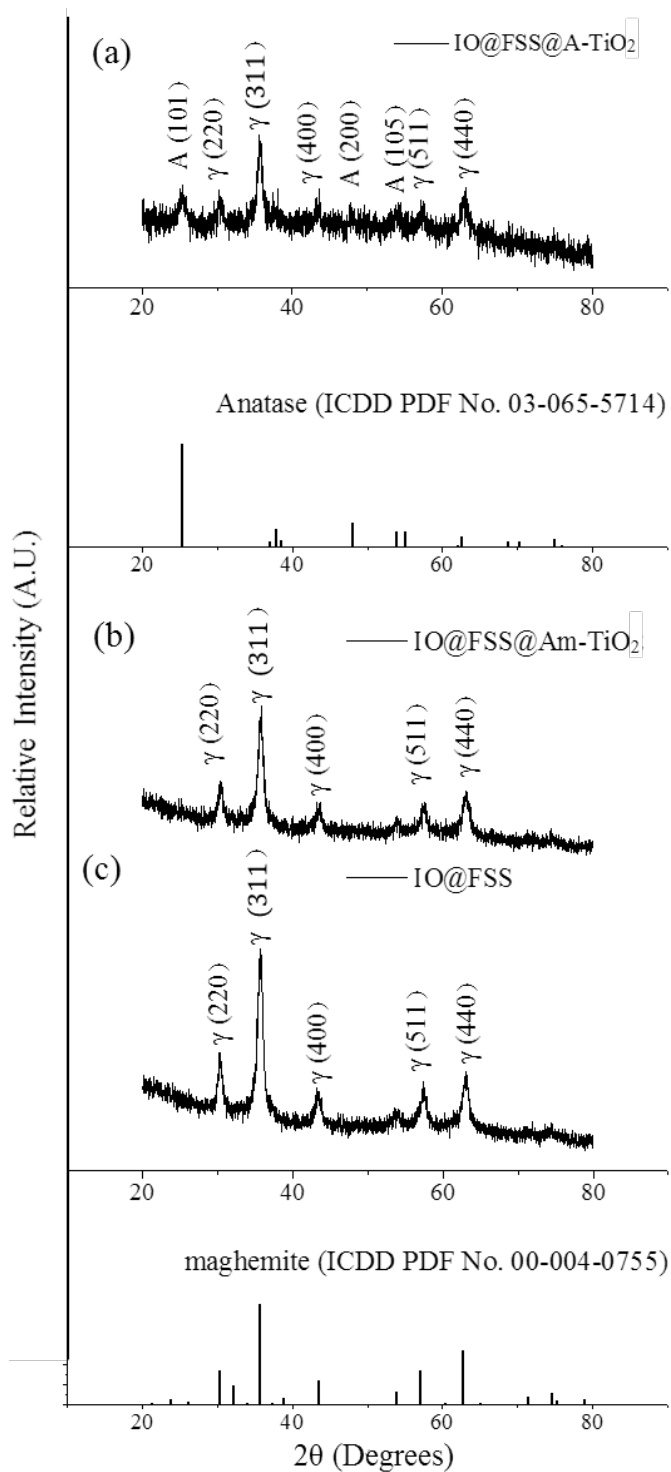 (a)
IO@FSS@A-TiO₂
A (101)
γ (220)
γ (311)
γ (400)
A (200)
A (105)
γ (511)
γ (440)
20 40 60 80
Anatase (ICDD PDF No. 03-065-5714)
20 40 60 80
Relative Intensity (A.U.)
(b)
IO@FSS@Am-TiO₂
γ (220)
γ (311)
γ (400)
γ (511)
γ (440)
(c)
IO@FSS
γ (220)
γ (311)
γ (400)
γ (511)
γ (440)
20 40 60 80
maghemite (ICDD PDF No. 00-004-0755)
20 40 60 80
2θ (Degrees)